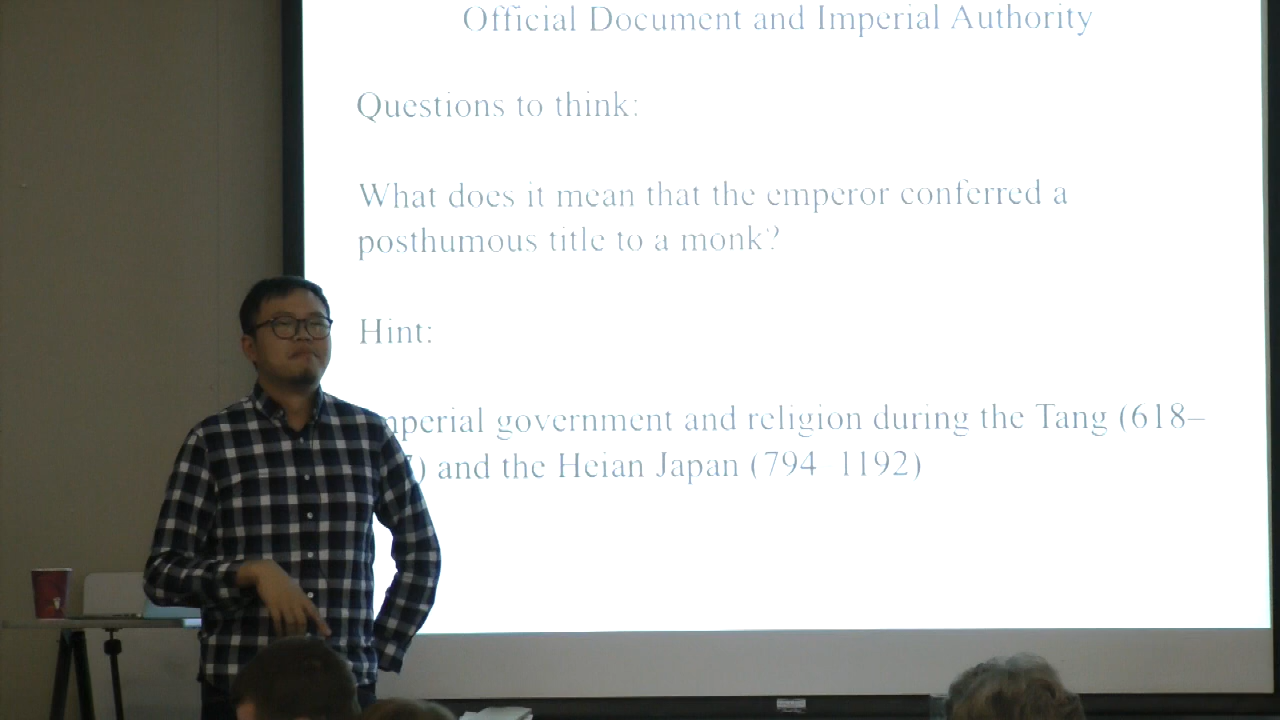 Official Document and Imperial Authority
Questions to think:
What does it mean that the emperor conferred a
posthumous title to a monk?
Hint:
government and religion during the Tang (618–
) and the Heian Japan (794 1192)